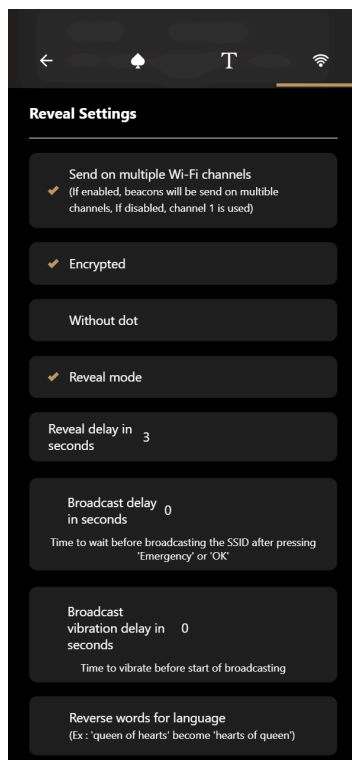 T
Reveal Settings
Send on multiple Wi-Fi channels
(If enabled, beacons will be send on multible
channels, If disabled, channel 1 is used)
Encrypted
Without dot
Reveal mode
Reveal delay in
seconds
3
Broadcast delay
in seconds
0
Time to wait before broadcasting the SSID after pressing
'Emergency' or 'OK'
Broadcast
vibration delay in
seconds
0
Time to vibrate before start of broadcasting
Reverse words for language
(Ex : 'queen of hearts' become 'hearts of queen')